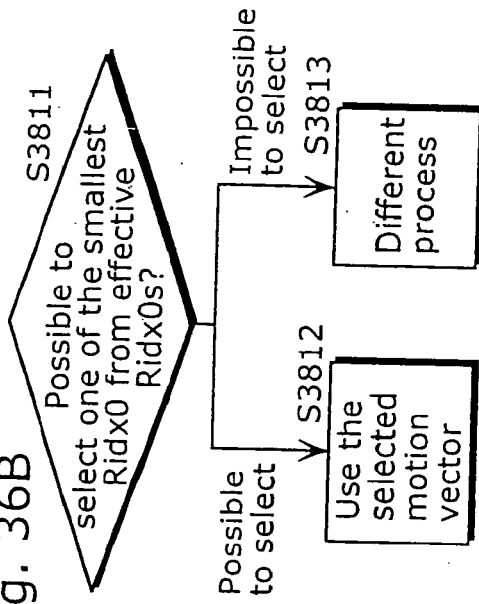 g. 36B
S3811
Possible to
select one of the smallest
Ridx0 from effective
Ridx0s?
Possible
to select
Impossible
to select
S3812
Use the
selected
motion
vector
S3813
Different
process